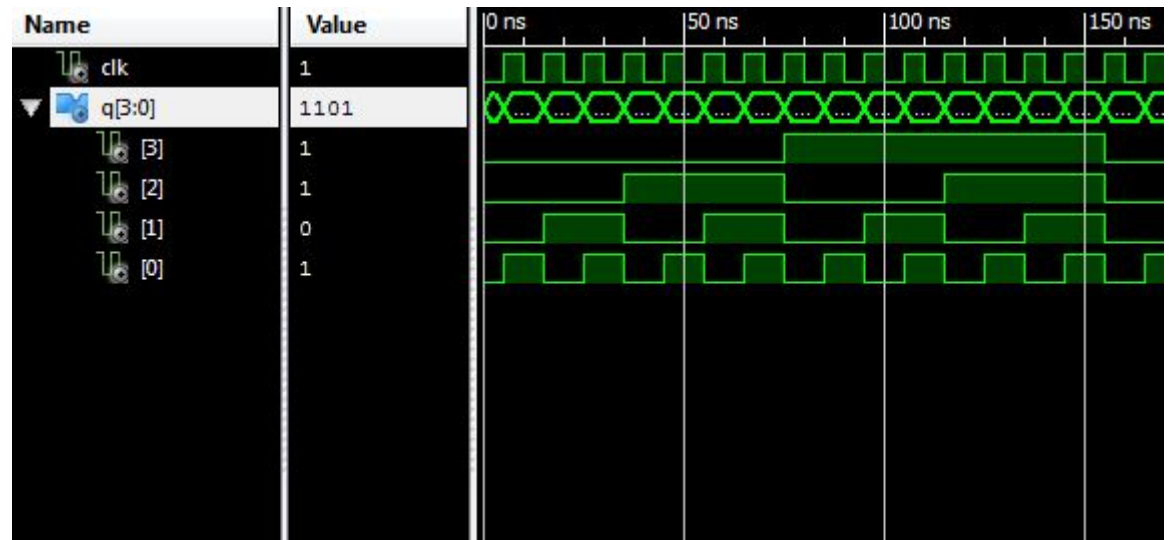 Name Value 0 ns 50 ns 100 ns 150 ns
clk 1
q[3:0] 1101 ... ... ... ... ... ... ... ... ... ... ... ... ... ... ... ...
[3] 1
[2] 1
[1] 0
[0] 1